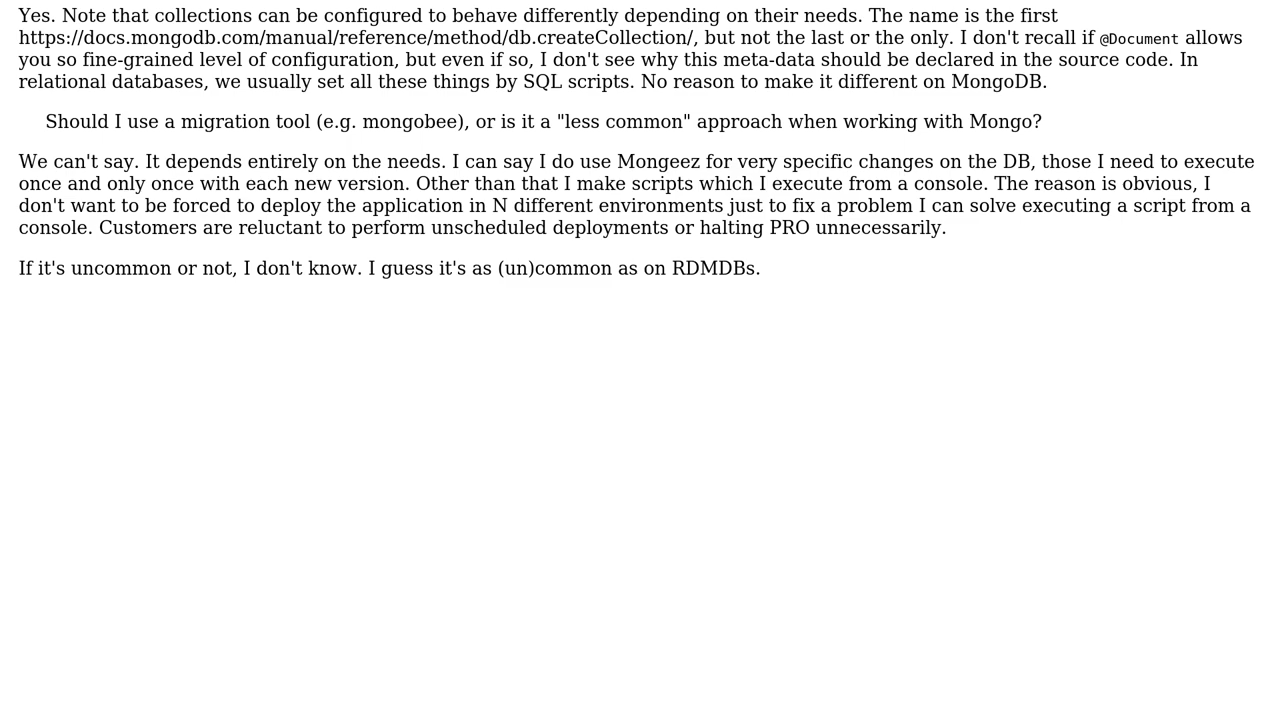 Yes. Note that collections can be configured to behave differently depending on their needs. The name is the first
https://docs.mongodb.com/manual/reference/method/db.createCollection/, but not the last or the only. I don't recall if @Document allows
you so fine-grained level of configuration, but even if so, I don't see why this meta-data should be declared in the source code. In
relational databases, we usually set all these things by SQL scripts. No reason to make it different on MongoDB.
Should I use a migration tool (e.g. mongobee), or is it a "less common" approach when working with Mongo?
We can't say. It depends entirely on the needs. I can say I do use Mongeez for very specific changes on the DB, those I need to execute
once and only once with each new version. Other than that I make scripts which I execute from a console. The reason is obvious, I
don't want to be forced to deploy the application in N different environments just to fix a problem I can solve executing a script from a
console. Customers are reluctant to perform unscheduled deployments or halting PRO unnecessarily.
If it's uncommon or not, I don't know. I guess it's as (un)common as on RDMDBs.